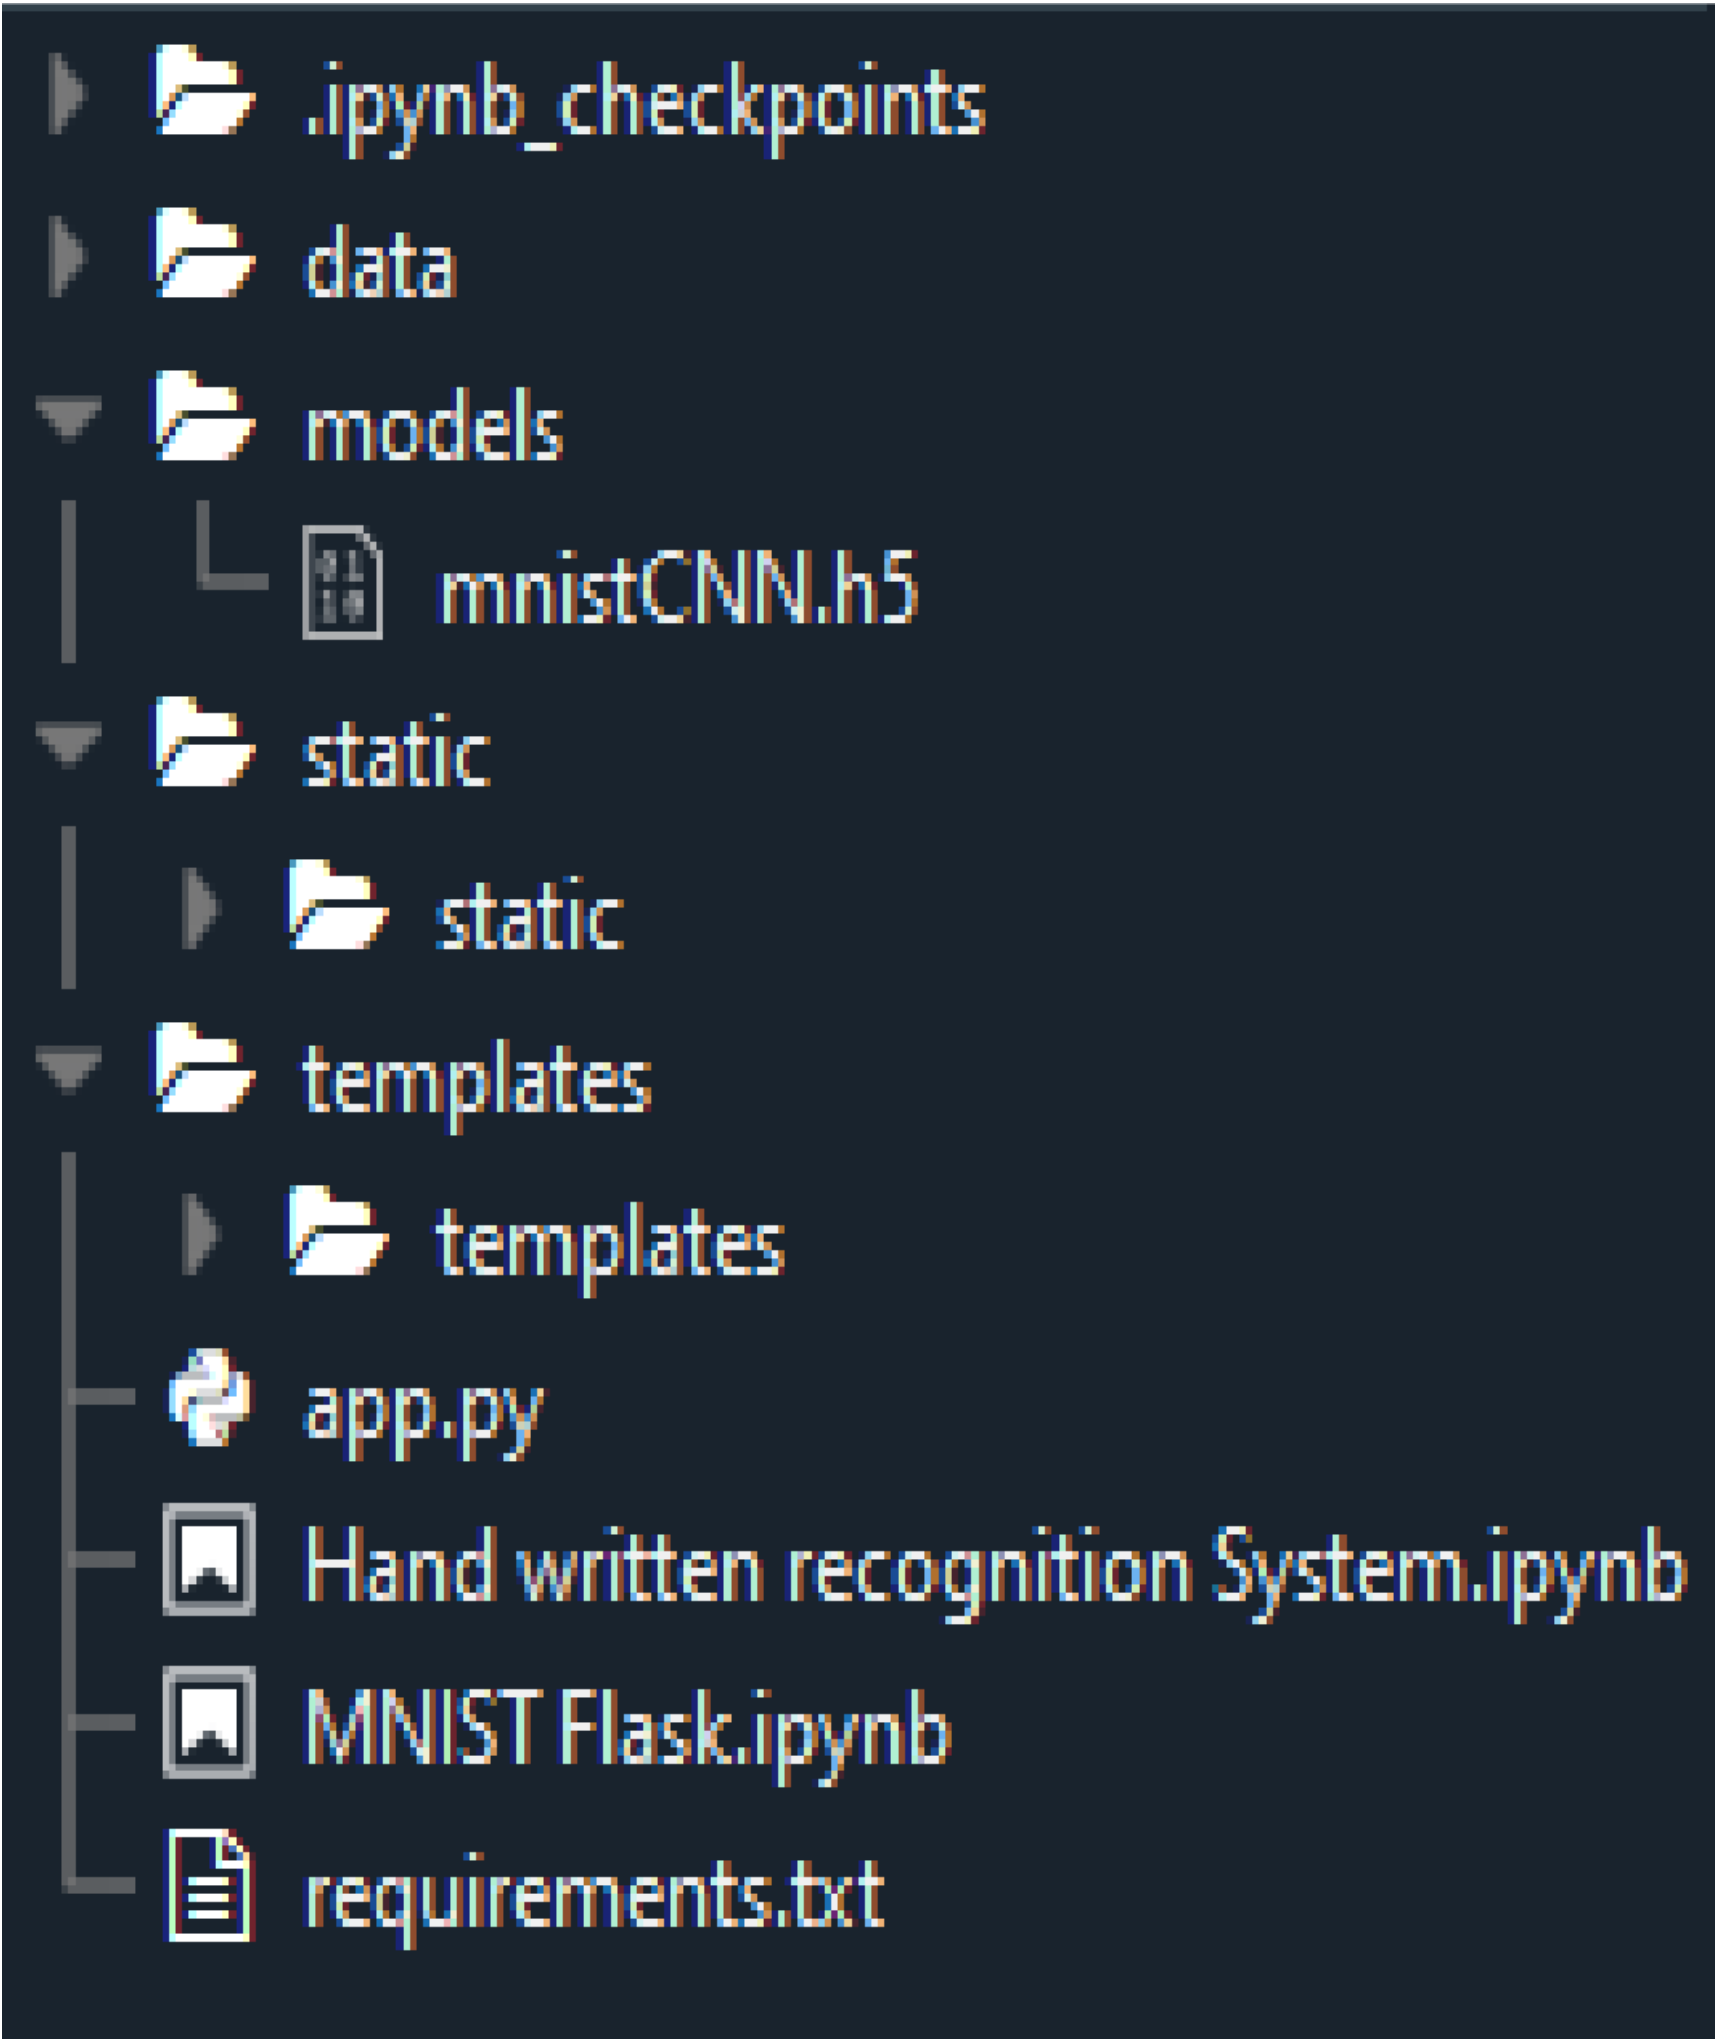 .ipynb_checkpoints
data
models
mnistCNN.h5
static
static
templates
templates
app.py
Hand written recognition System.ipynb
MNIST Flask.ipynb
requirements.txt